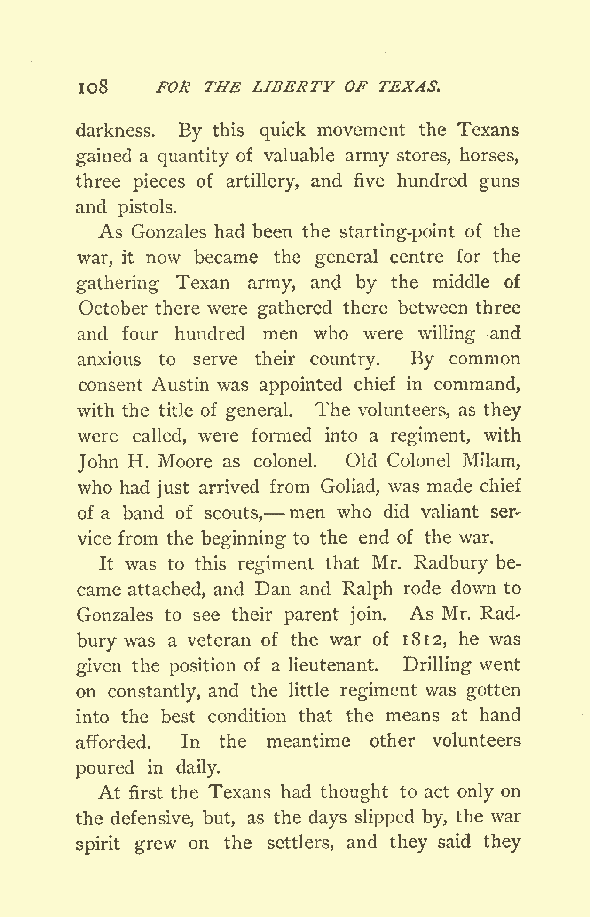 108 FOR THE LIBERTY OF TEXAS.
darkness. By this quick movement the Texans
gained a quantity of valuable army stores, horses,
three pieces of artillery, and five hundred guns
and pistols.
As Gonzales had been the starting-point of the
war, it now became the general centre for the
gathering Texan army, and by the middle of
October there were gathered there between three
and four hundred men who were willing and
anxious to serve their country. By common
consent Austin was appointed chief in command,
with the title of general. The volunteers, as they
were called, were formed into a regiment, with
John H. Moore as colonel. Old Colonel Milam,
who had just arrived from Goliad, was made chief
of a band of scouts,— men who did valiant ser-
vice from the beginning to the end of the war.
It was to this regiment that Mr. Radbury be-
came attached, and Dan and Ralph rode down to
Gonzales to see their parent join. As Mr. Rad-
bury was a veteran of the war of 1812, he was
given the position of a lieutenant. Drilling went
on constantly, and the little regiment was gotten
into the best condition that the means at hand
afforded. In the meantime other volunteers
poured in daily.
At first the Texans had thought to act only on
the defensive, but, as the days slipped by, the war
spirit grew on the settlers, and they said they